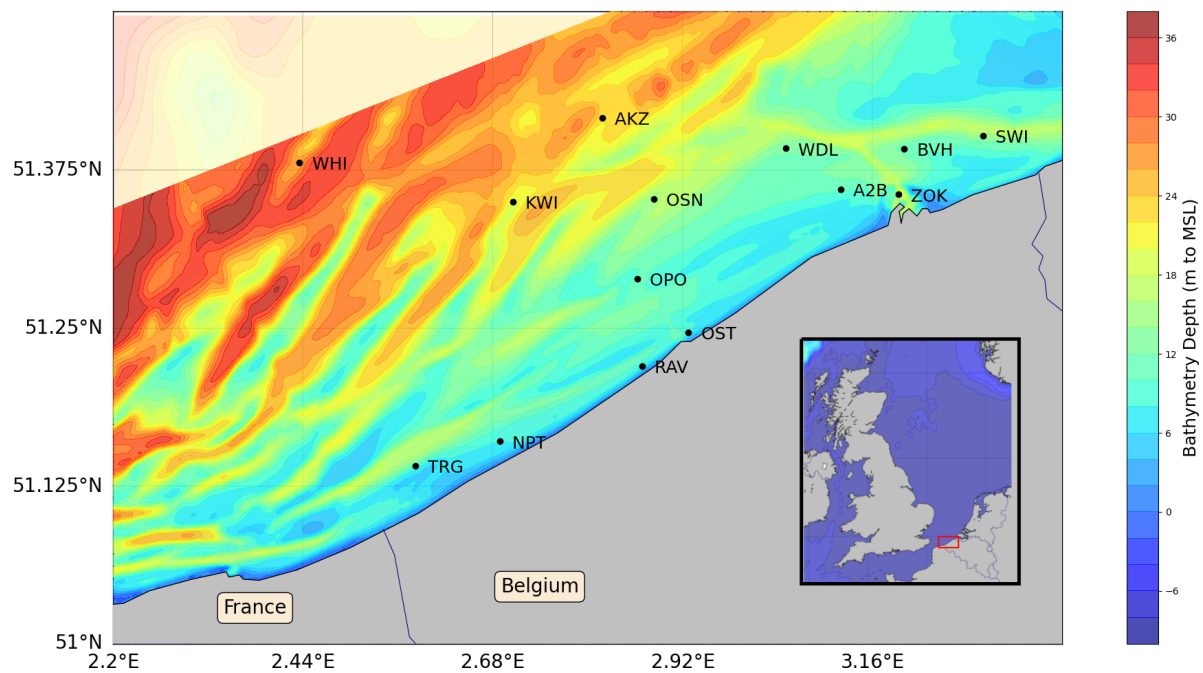 AKZ
SWI
WDL
BVH
WHI
A2B
ZOK
KWI
OSN
OPO
OST
RAV
NPT
TRG
Belgium
France
51.375°N
51.25°N
51.125°N
51°N
2.2°E
2.44°E
2.68°E
2.92°E
3.16°E
36
30
24
18
12
6
0
−6
Bathymetry Depth (m to MSL)